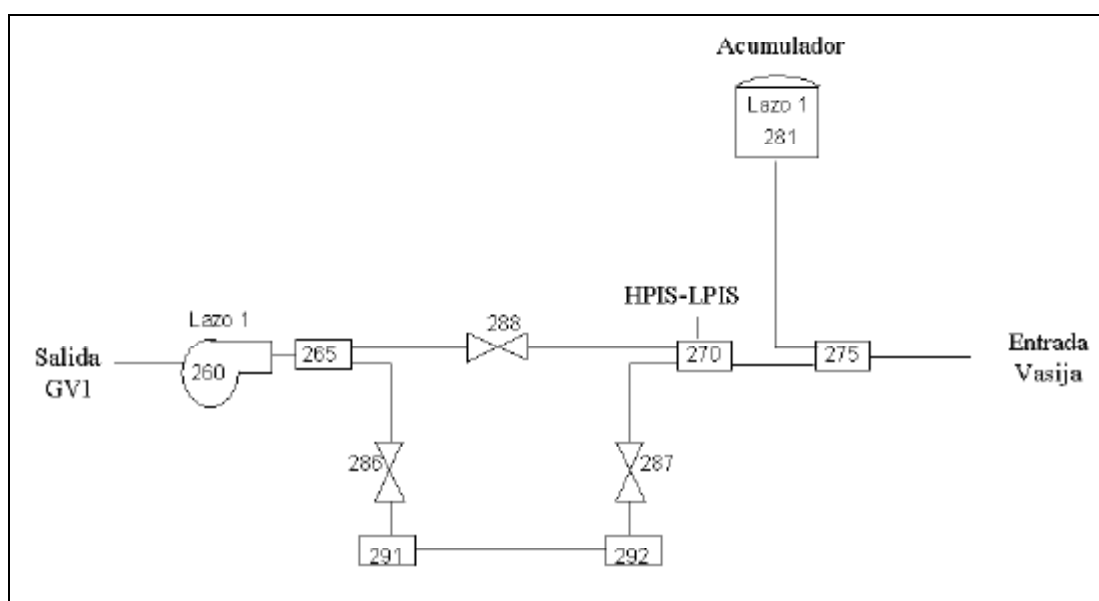 Acumulador
Lazo 1
281
HPIS-LPIS
Lazo 1
288
Salida
GV1
260
265
270
275
Entrada
Vasija
286
287
291
292